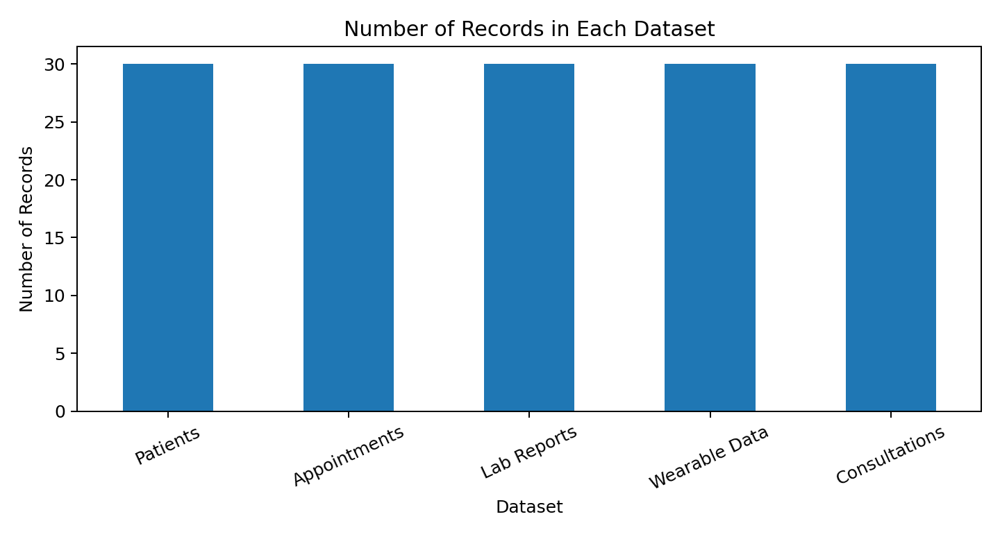 Number of Records in Each Dataset
Number of Records
30
25
20
15
10
5
0
Patients
Appointments
Lab Reports
Wearable Data
Consultations
Dataset